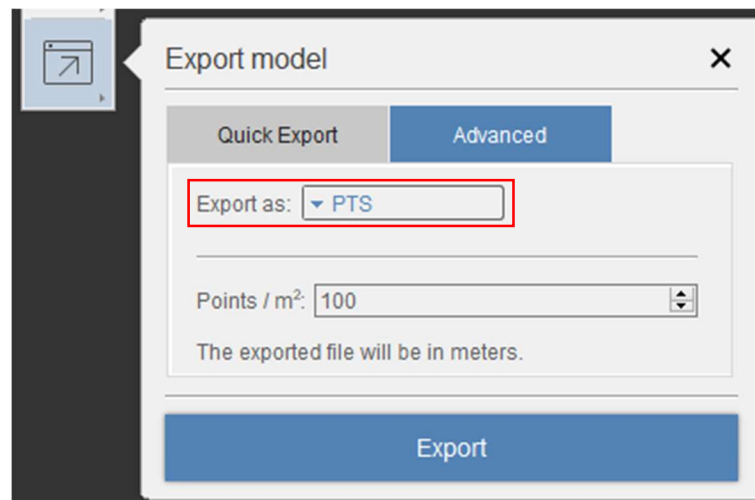 Export model
Quick Export Advanced
Export as: PTS
Points / m²: 100
The exported file will be in meters.
Export